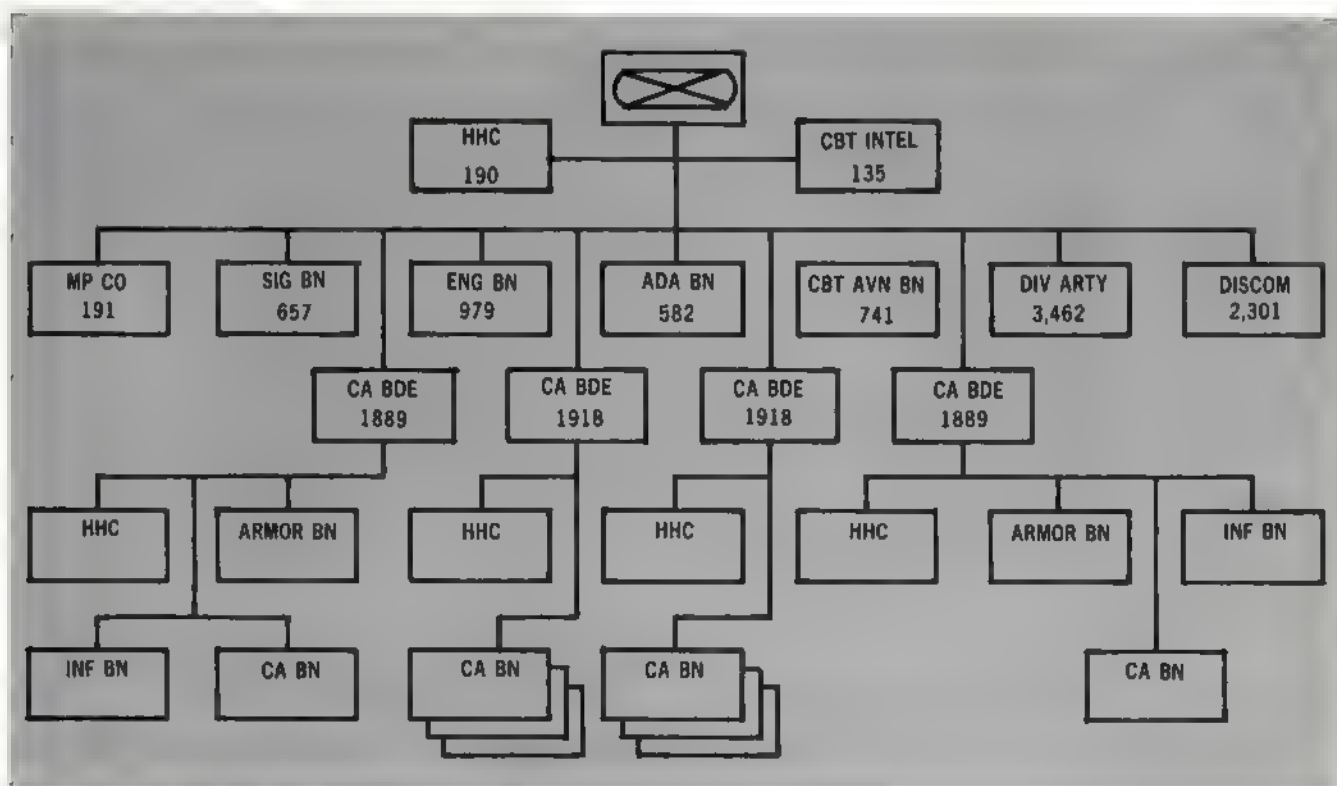 HHC
190
CBT INTEL
135
MP CO
191
SIG BN
657
ENG BN
979
ADA BN
582
CBT AVN BN
741
DIV ARTY
3,462
DISCOM
2,301
CA BDE
1889
CA BDE
1918
CA BDE
1918
CA BDE
1889
HHC
ARMOR BN
HHC
HHC
HHC
ARMOR BN
INF BN
INF BN
CA BN
CA BN
CA BN
CA BN